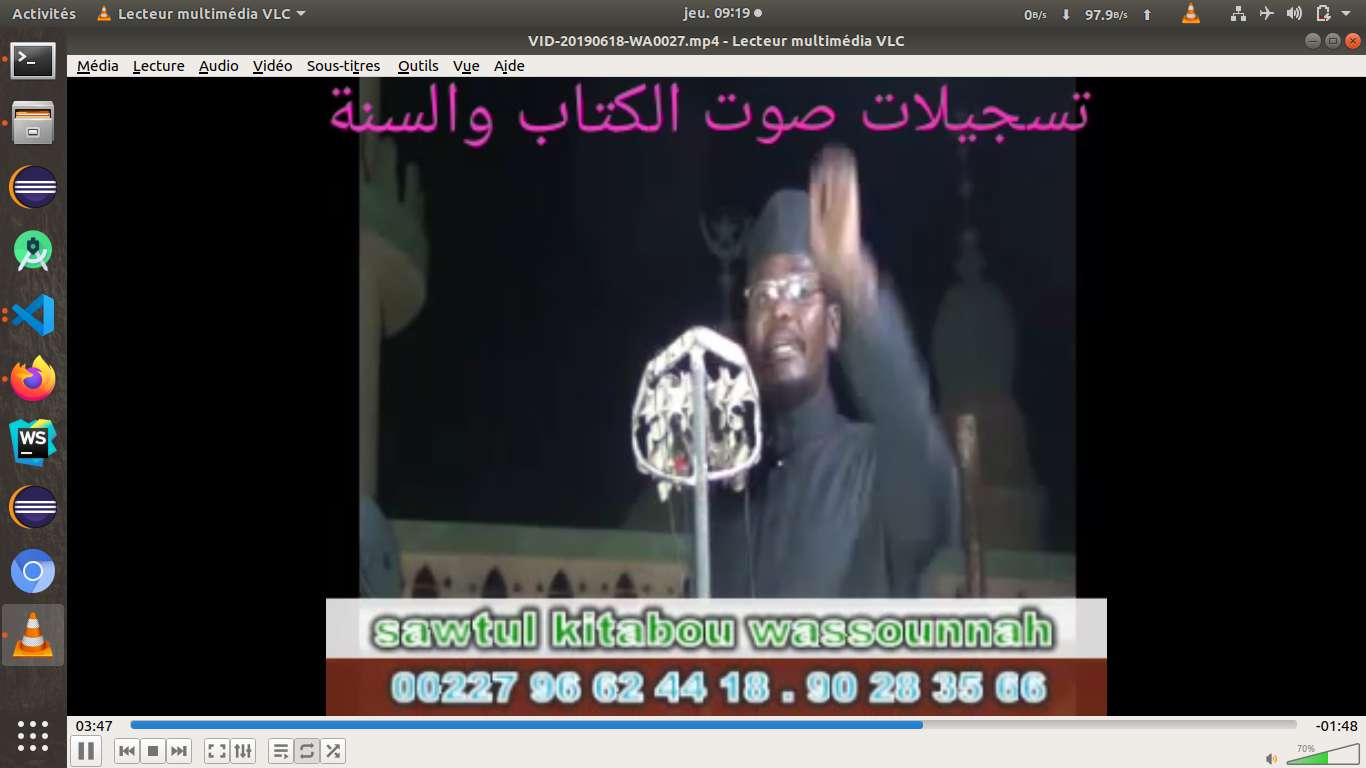 Activités
Lecteur multimédia VLC
jeu. 09:19
0B/s
97.9B/s
VID-20190618-WA0027.mp4 - Lecteur multimédia VLC
Média Lecture Audio Vidéo Sous-titres Outils Vue Aide
تسجيلات صوت الكتاب والسنة
WS
sawtul kitabou wassounnah
00227 96 62 44 18 . 90 28 35 66
03:47
-01:48
70%